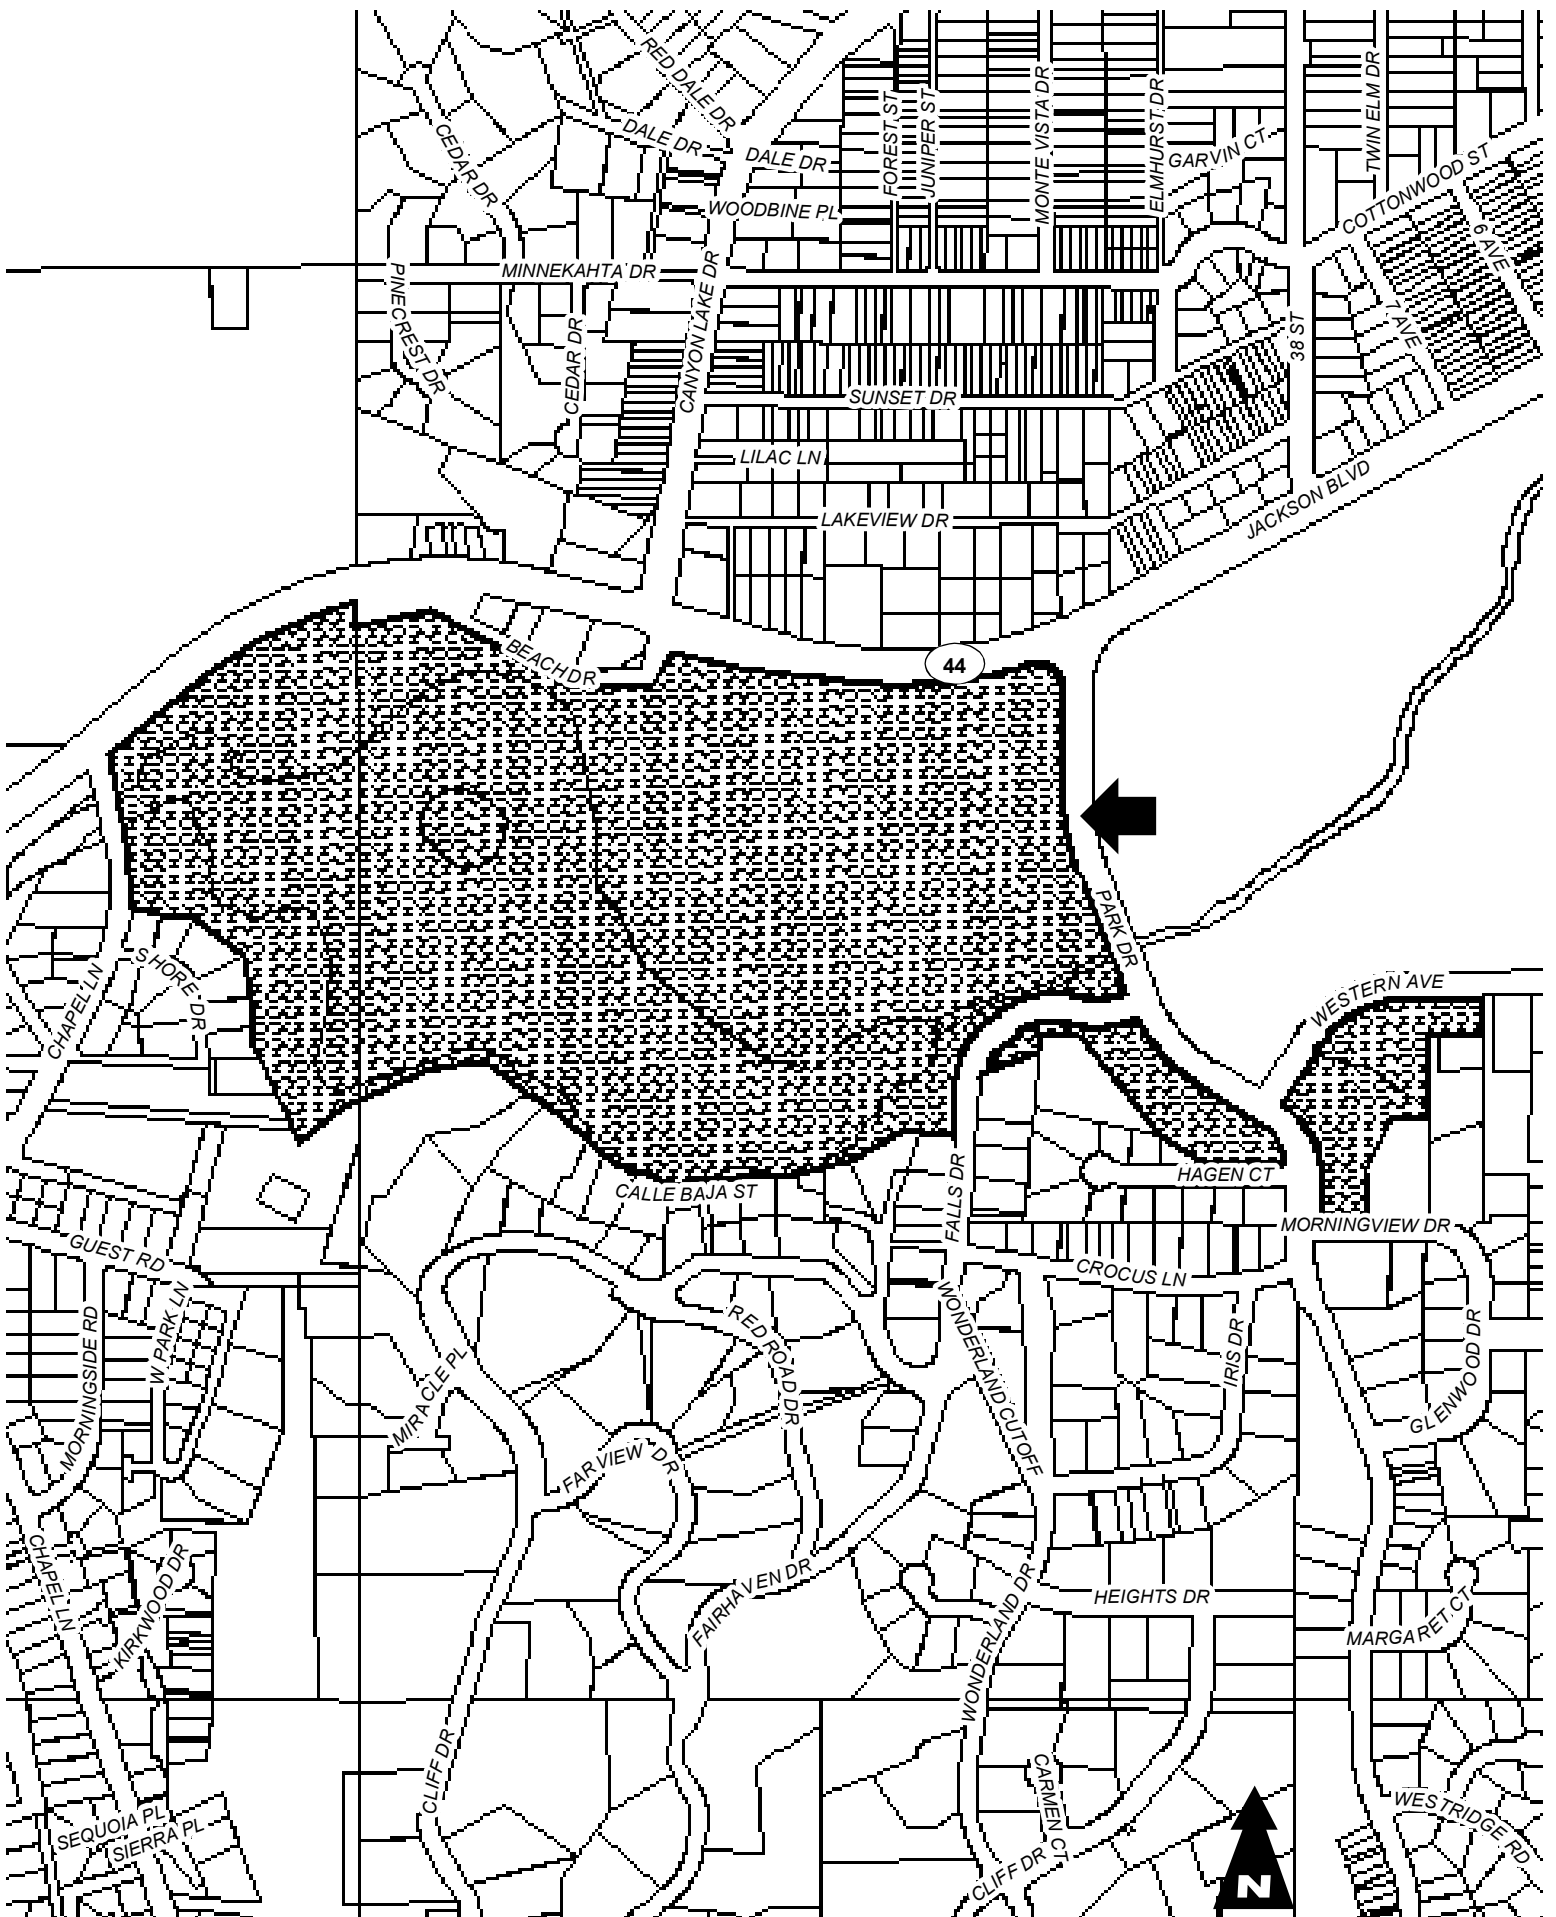 RED DALE DR
DALE DR
DALE DR
CEDAR DR
FOREST ST
JUNIPER ST
MONTE VISTA DR
ELMHURST DR
GARVIN CT
TWIN ELM DR
COTTONWOOD ST
WOODBINE PL
6 AVE
MINNEKAHTA DR
PINECREST DR
CEDAR DR
CANYON LAKE DR
38 ST
7 AVE
SUNSET DR
LILAC LN
LAKEVIEW DR
JACKSON BLVD
BEACH DR
44
PARK DR
SHORE DR
CHAPEL LN
WESTERN AVE
HAGEN CT
CALLE BAJA ST
FALLS DR
MORNINGVIEW DR
GUEST RD
CROCUS LN
W PARK LN
MORNINGSIDE RD
RED ROAD DR
WONDERLAND CUTOFF
IRIS DR
GLENWOOD DR
MIRACLE PL
FARVIEW DR
CHAPEL LN
KIRKWOOD DR
FAIRHAVEN DR
WONDERLAND DR
HEIGHTS DR
MARGARET CT
CLIFF DR
CARMEN CT
SEQUOIA PL
SIERRA PL
WESTRIDGE RD
CLIFF DR
N